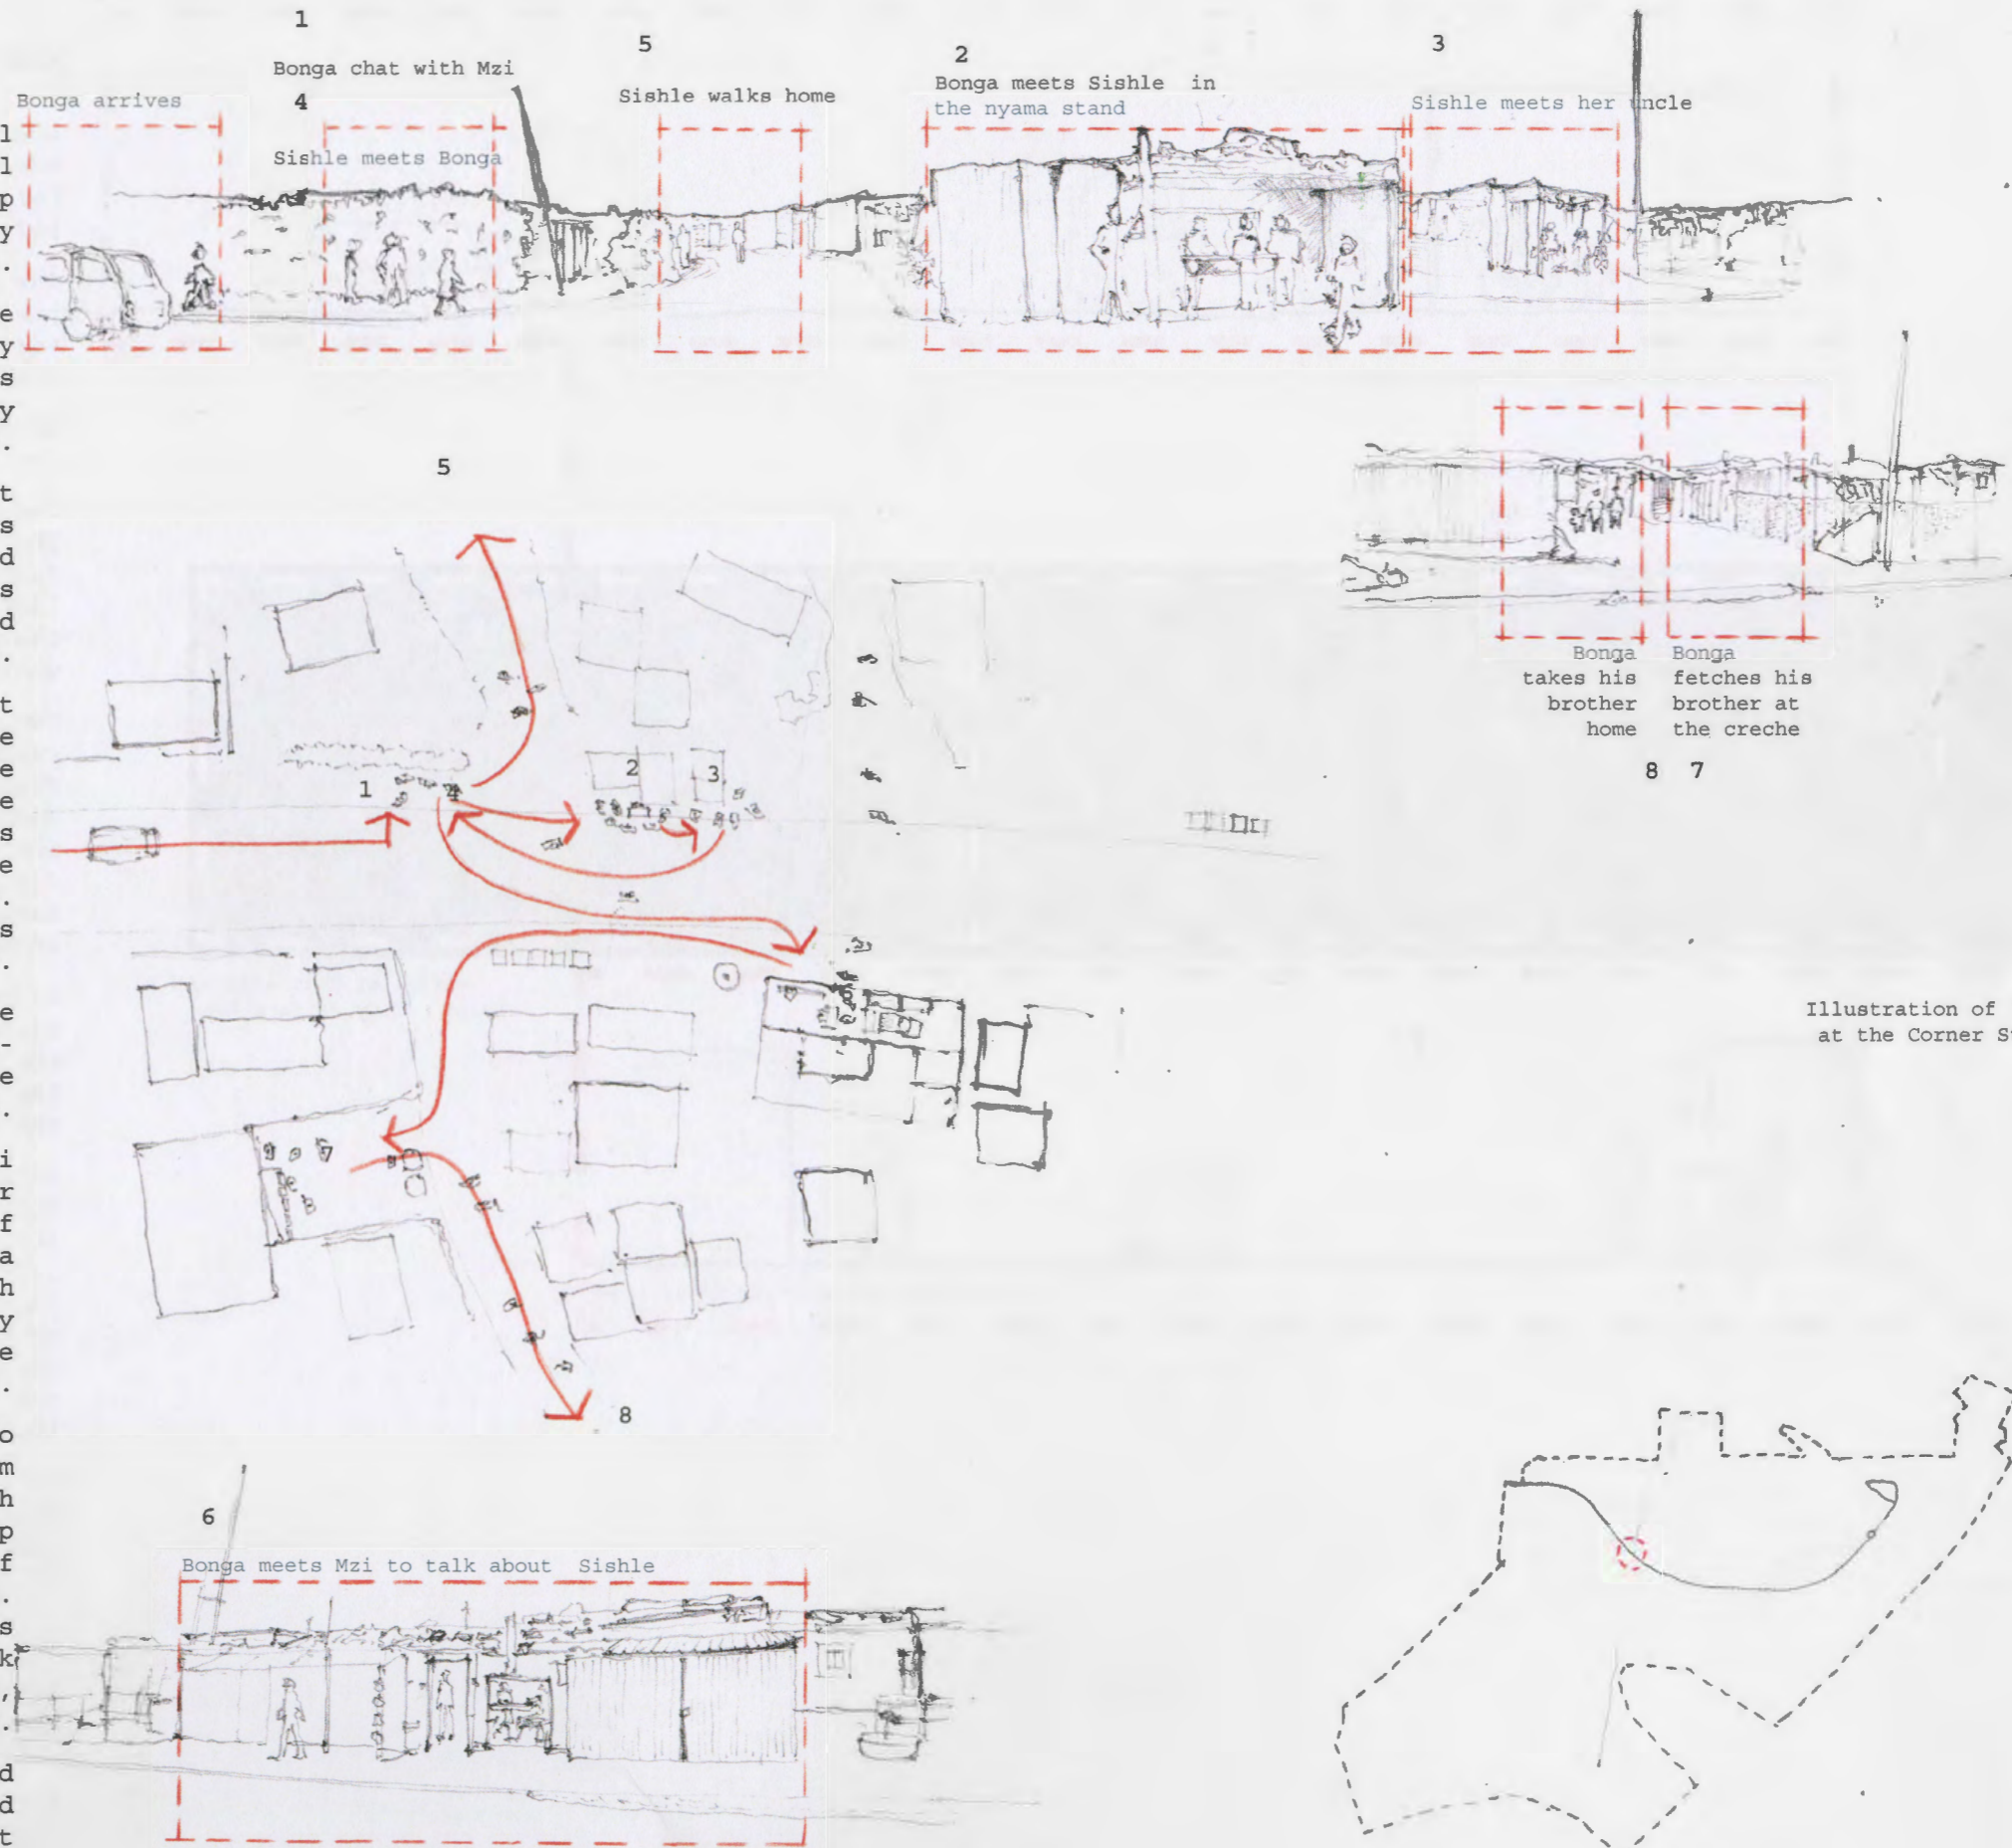 1
Bonga chat with Mzi
Bonga arrives
4
Sishle meets Bonga
5
Sishle walks home
2
Bonga meets Sishle in
the nyama stand
3
Sishle meets her uncle
l
l
p
y
.
e
y
s
y
.
t
s
d
s
d
.
t
e
e
e
s
e
.
s
.
e
-
e
.
i
r
f
a
h
y
e
.
o
m
h
p
f
.
s
k
,
.
d
d
t
5
1
4
2
3
7
8
Bonga
takes his
brother
home
8
Bonga
fetches his
brother at
the creche
7
Illustration of
at the Corner S
6
Bonga meets Mzi to talk about Sishle